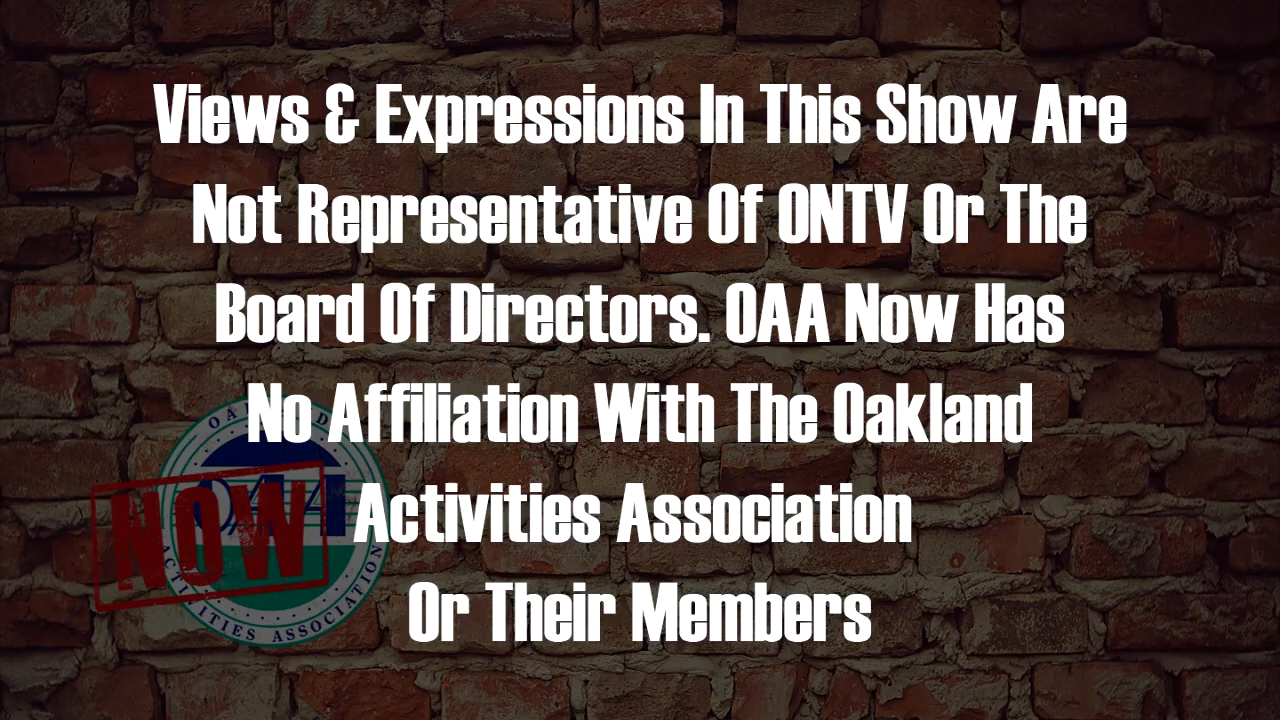 Views & Expressions In This Show Are
Not Representative Of ONTV Or The
Board Of Directors. OAA Now Has
No Affiliation With The Oakland
Activities Association
Or Their Members
OAA
NOW
ACTIVITIES ASSOCIATION